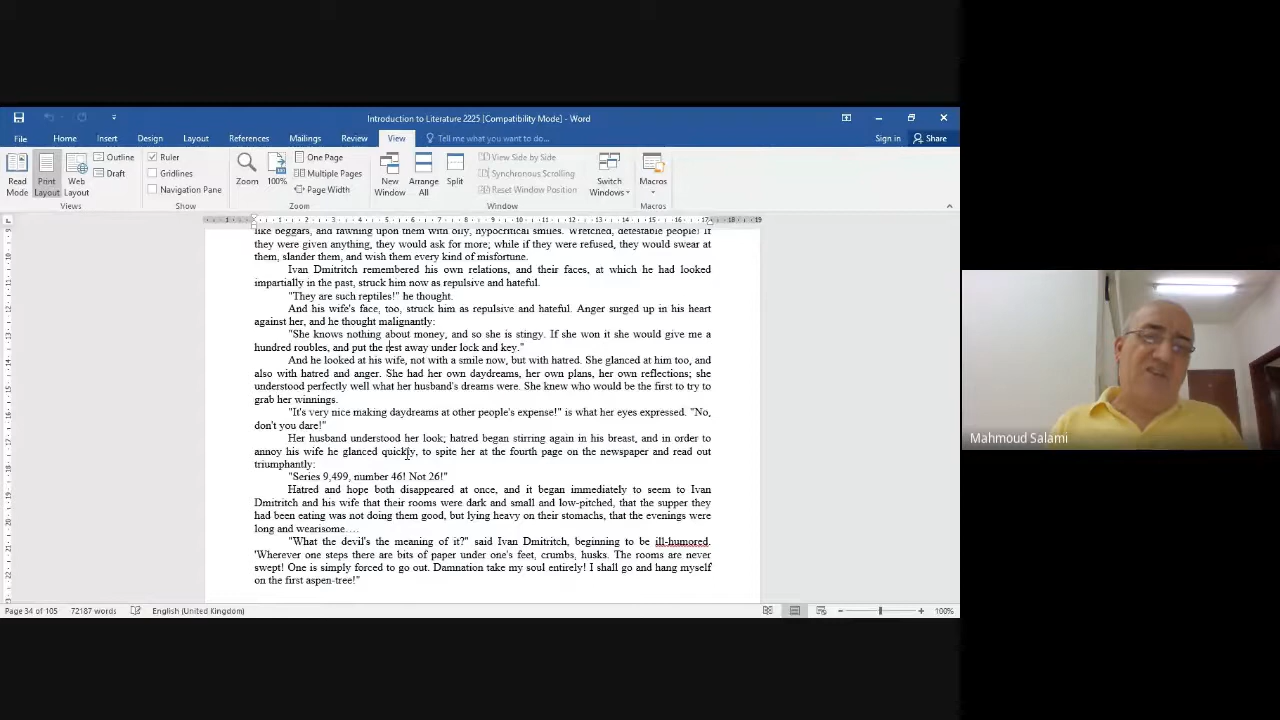 Introduction to Literature 2225 [Compatibility Mode] - Word
File Home Insert Design Layout References Mailings Review View Tell me what you want to do... Sign in Share
Read Mode
Print Layout
Web Layout
Outline
Draft
Views
Ruler
Gridlines
Navigation Pane
Show
Zoom
100%
One Page
Multiple Pages
Page Width
Zoom
New Window
Arrange All
Split
View Side by Side
Synchronous Scrolling
Reset Window Position
Window
Switch Windows
Macros
Macros
like beggars, and fawning upon them with oily, hypocritical smiles. Wretched, detestable people! If
they were given anything, they would ask for more; while if they were refused, they would swear at
them, slander them, and wish them every kind of misfortune.
Ivan Dmitritch remembered his own relations, and their faces, at which he had looked
impartially in the past, struck him now as repulsive and hateful.
"They are such reptiles!" he thought.
And his wife's face, too, struck him as repulsive and hateful. Anger surged up in his heart
against her, and he thought malignantly:
"She knows nothing about money, and so she is stingy. If she won it she would give me a
hundred roubles, and put the rest away under lock and key."
And he looked at his wife, not with a smile now, but with hatred. She glanced at him too, and
also with hatred and anger. She had her own daydreams, her own plans, her own reflections; she
understood perfectly well what her husband's dreams were. She knew who would be the first to try to
grab her winnings.
"It's very nice making daydreams at other people's expense!" is what her eyes expressed. "No,
don't you dare!"
Her husband understood her look; hatred began stirring again in his breast, and in order to
annoy his wife he glanced quickly, to spite her at the fourth page on the newspaper and read out
triumphantly:
"Series 9,499, number 46! Not 26!"
Hatred and hope both disappeared at once, and it began immediately to seem to Ivan
Dmitritch and his wife that their rooms were dark and small and low-pitched, that the supper they
had been eating was not doing them good, but lying heavy on their stomachs, that the evenings were
long and wearisome….
"What the devil's the meaning of it?" said Ivan Dmitritch, beginning to be ill-humored.
'Wherever one steps there are bits of paper under one's feet, crumbs, husks. The rooms are never
swept! One is simply forced to go out. Damnation take my soul entirely! I shall go and hang myself
on the first aspen-tree!"
Page 34 of 105 72187 words English (United Kingdom) 100%
Mahmoud Salami